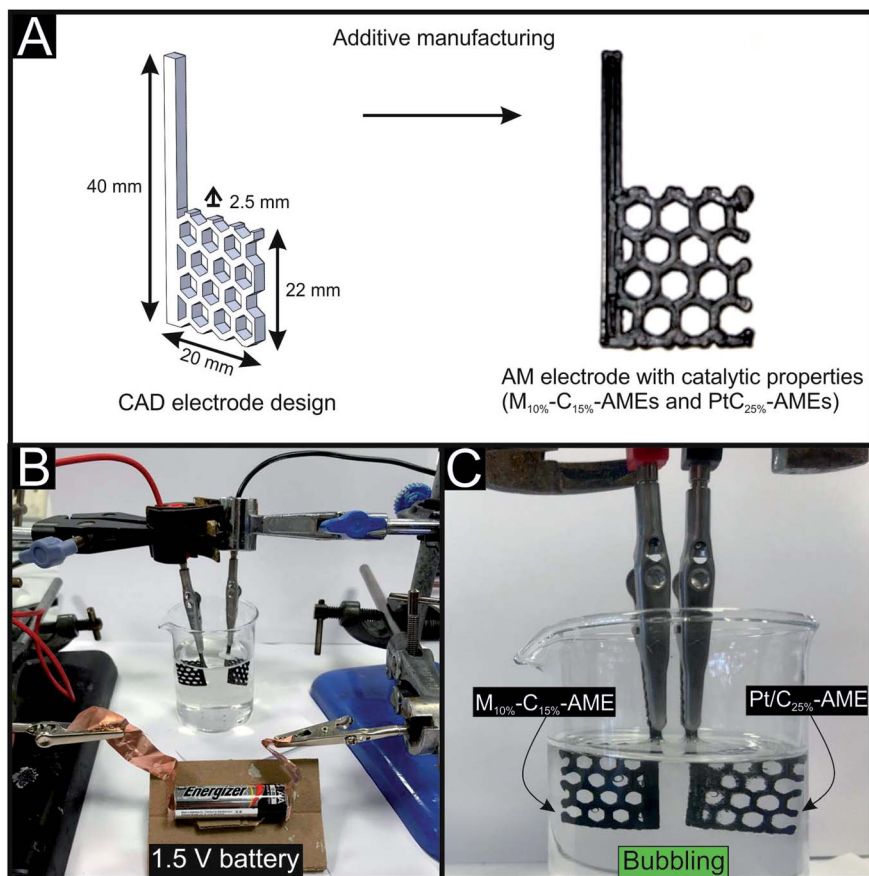 A
Additive manufacturing
40 mm
2.5 mm
22 mm
20 mm
CAD electrode design
AM electrode with catalytic properties
(M10%-C15%-AMEs and PtC25%-AMEs)
B
Energizer
1.5 V battery
C
M10%-C15%-AME
Pt/C25%-AME
Bubbling